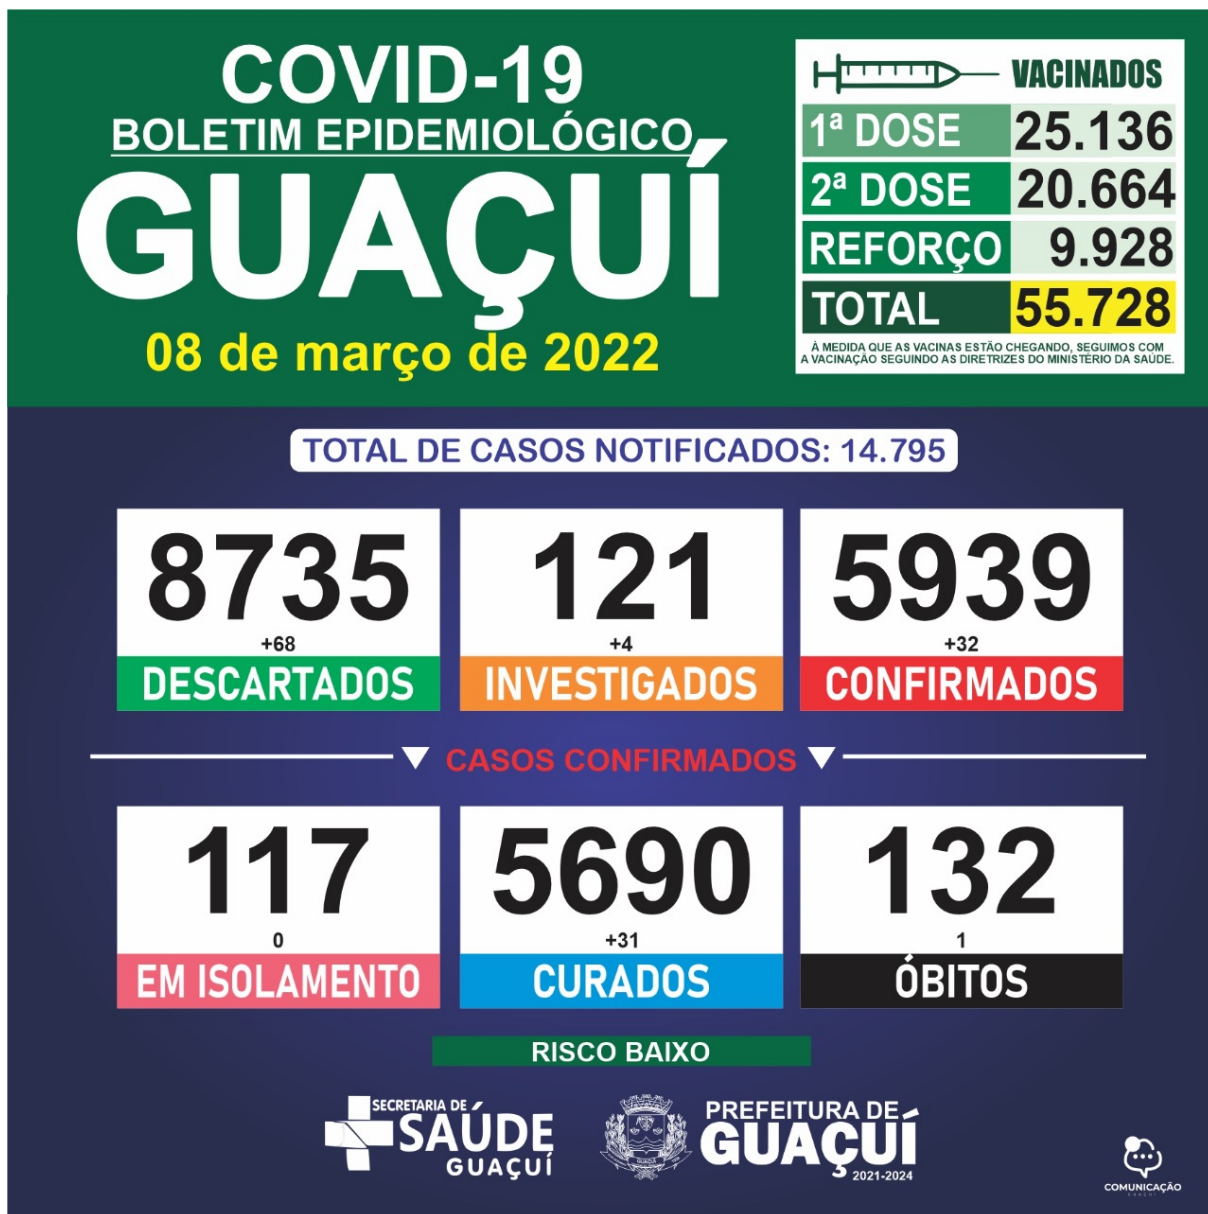 COVID-19
BOLETIM EPIDEMIOLÓGICO
GUAÇUÍ
08 de março de 2022
VACINADOS
1ª DOSE 25.136
2ª DOSE 20.664
REFORÇO 9.928
TOTAL 55.728
À MEDIDA QUE AS VACINAS ESTÃO CHEGANDO, SEGUIMOS COM
A VACINAÇÃO SEGUINDO AS DIRETRIZES DO MINISTÉRIO DA SAÚDE.
TOTAL DE CASOS NOTIFICADOS: 14.795
8735
+68
DESCARTADOS
121
+4
INVESTIGADOS
5939
+32
CONFIRMADOS
CASOS CONFIRMADOS
117
0
EM ISOLAMENTO
5690
+31
CURADOS
132
1
ÓBITOS
RISCO BAIXO
SECRETARIA DE
SAÚDE
GUAÇUÍ
GUAÇUÍ
PREFEITURA DE
GUAÇUÍ
2021-2024
COMUNICAÇÃO
GUAÇUÍ